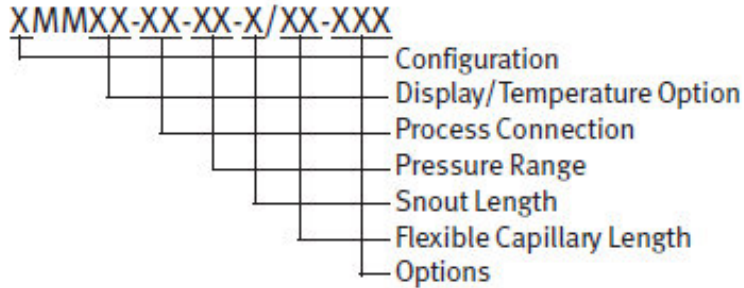 XMMXX-XX-XX-X/XX-XXX
Configuration
Display/Temperature Option
Process Connection
Pressure Range
Snout Length
Flexible Capillary Length
Options